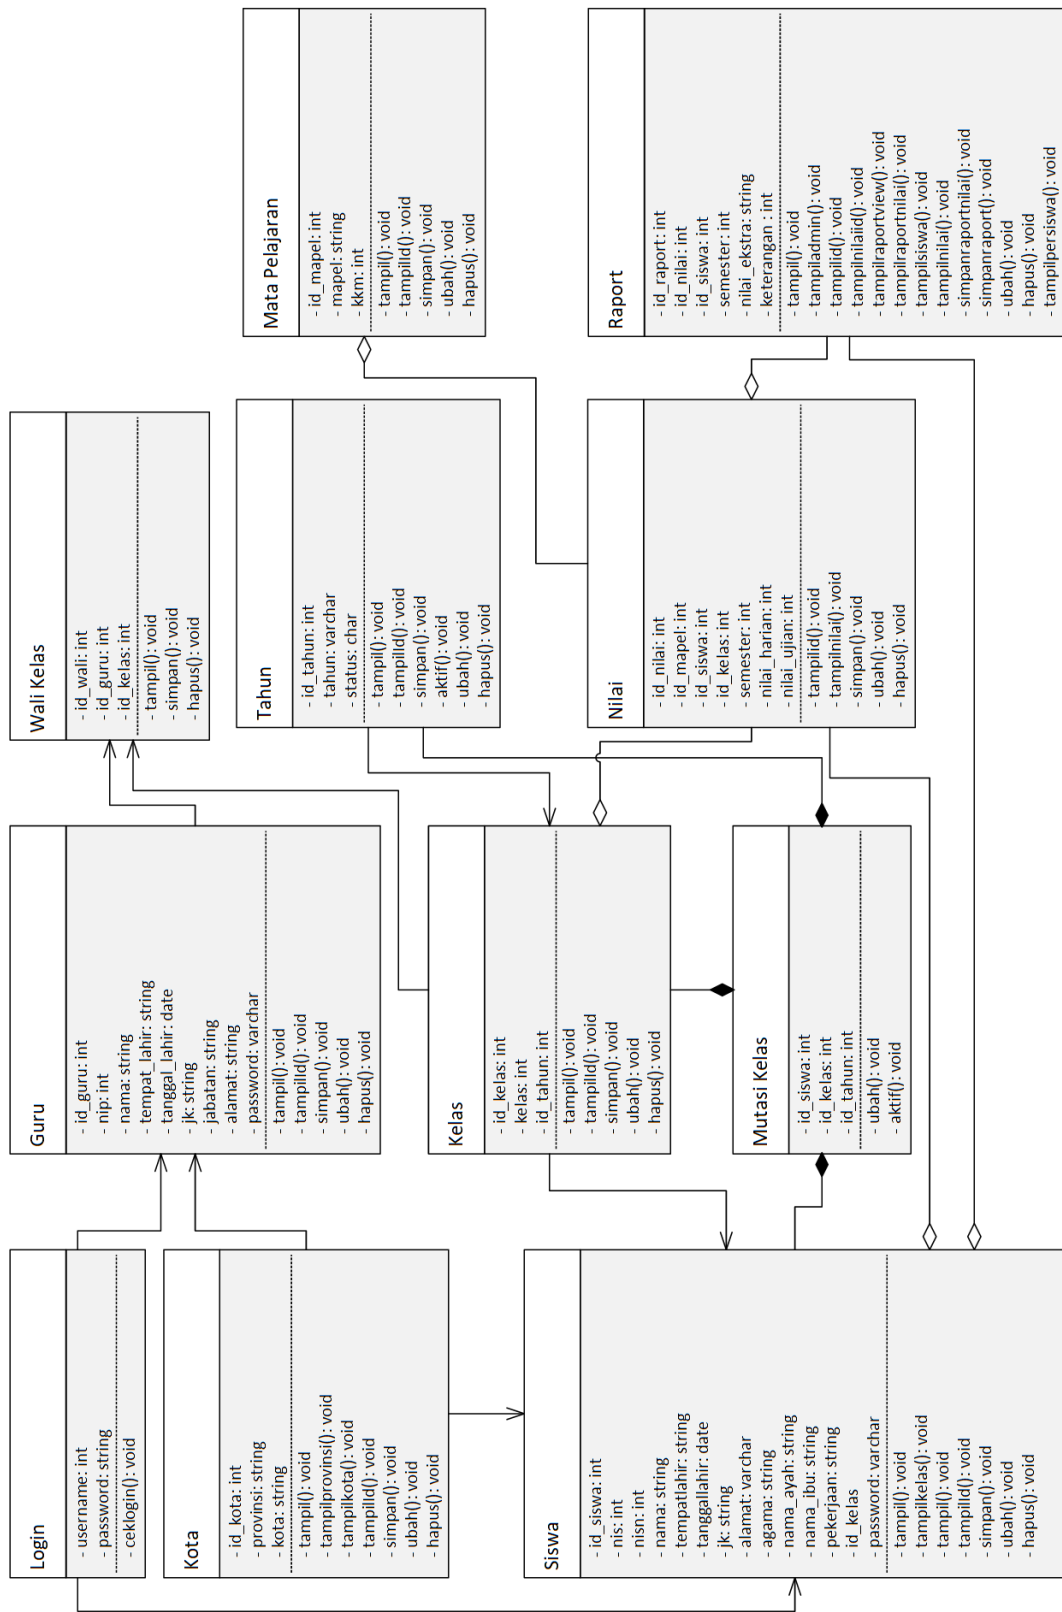 Login
- username: int
- password: string
- ceklogin(): void
Kota
- id_kota: int
- provinsi: string
- kota: string
- tampil(): void
- tampilprovinsi(): void
- tampilkota(): void
- tampilId(): void
- simpan(): void
- ubah(): void
- hapus(): void
Siswa
- id_siswa: int
- nis: int
- nisn: int
- nama: string
- tempatlahir: string
- tanggallahir: date
- jk: string
- alamat: varchar
- agama: string
- nama_ayah: string
- nama_ibu: string
- pekerjaan: string
- id_kelas
- password: varchar
- tampil(): void
- tampilkelas(): void
- tampil(): void
- tampilId(): void
- simpan(): void
- ubah(): void
- hapus(): void
Guru
- id_guru: int
- nip: int
- nama: string
- tempat_lahir: string
- tanggal_lahir: date
- jk: string
- jabatan: string
- alamat: string
- password: varchar
- tampil(): void
- tampilId(): void
- simpan(): void
- ubah(): void
- hapus(): void
Kelas
- id_kelas: int
- kelas: int
- id_tahun: int
- tampil(): void
- tampilId(): void
- simpan(): void
- ubah(): void
- hapus(): void
Mutasi Kelas
- id_siswa: int
- id_kelas: int
- id_tahun: int
- ubah(): void
- aktif(): void
Wali Kelas
- id_wali: int
- id_guru: int
- id_kelas: int
- tampil(): void
- simpan(): void
- hapus(): void
Tahun
- id_tahun: int
- tahun: varchar
- status: char
- tampil(): void
- tampilId(): void
- simpan(): void
- aktif(): void
- ubah(): void
- hapus(): void
Nilai
- id_nilai: int
- id_mapel: int
- id_siswa: int
- id_kelas: int
- semester: int
- nilai_harian: int
- nilai_ujian: int
- tampilid(): void
- tampilnilai(): void
- simpan(): void
- ubah(): void
- hapus(): void
Mata Pelajaran
- id_mapel: int
- mapel: string
- kkm: int
- tampil(): void
- tampilId(): void
- simpan(): void
- ubah(): void
- hapus(): void
Raport
- id_raport: int
- id_nilai: int
- id_siswa: int
- semester: int
- nilai_ekstra: string
- keterangan : int
- tampil(): void
- tampiladmin(): void
- tampilid(): void
- tampilnilaiid(): void
- tampilraportview(): void
- tampilraportnilai(): void
- tampilsiswa(): void
- tampilnilai(): void
- simpanraportnilai(): void
- simpanraport(): void
- ubah(): void
- hapus(): void
- tampilpersiswa(): void